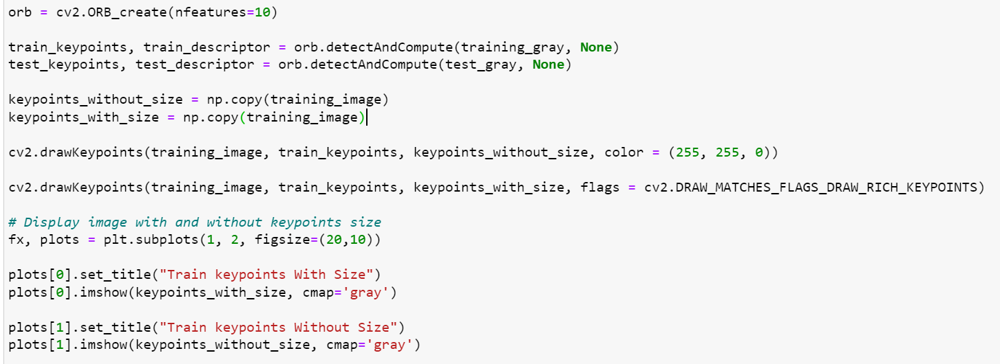 orb = cv2.ORB_create(nfeatures=10)
train_keypoints, train_descriptor = orb.detectAndCompute(training_gray, None)
test_keypoints, test_descriptor = orb.detectAndCompute(test_gray, None)
keypoints_without_size = np.copy(training_image)
keypoints_with_size = np.copy(training_image)
cv2.drawKeypoints(training_image, train_keypoints, keypoints_without_size, color = (255, 255, 0))
cv2.drawKeypoints(training_image, train_keypoints, keypoints_with_size, flags = cv2.DRAW_MATCHES_FLAGS_DRAW_RICH_KEYPOINTS)
# Display image with and without keypoints size
fx, plots = plt.subplots(1, 2, figsize=(20,10))
plots[0].set_title("Train keypoints With Size")
plots[0].imshow(keypoints_with_size, cmap='gray')
plots[1].set_title("Train keypoints Without Size")
plots[1].imshow(keypoints_without_size, cmap='gray')